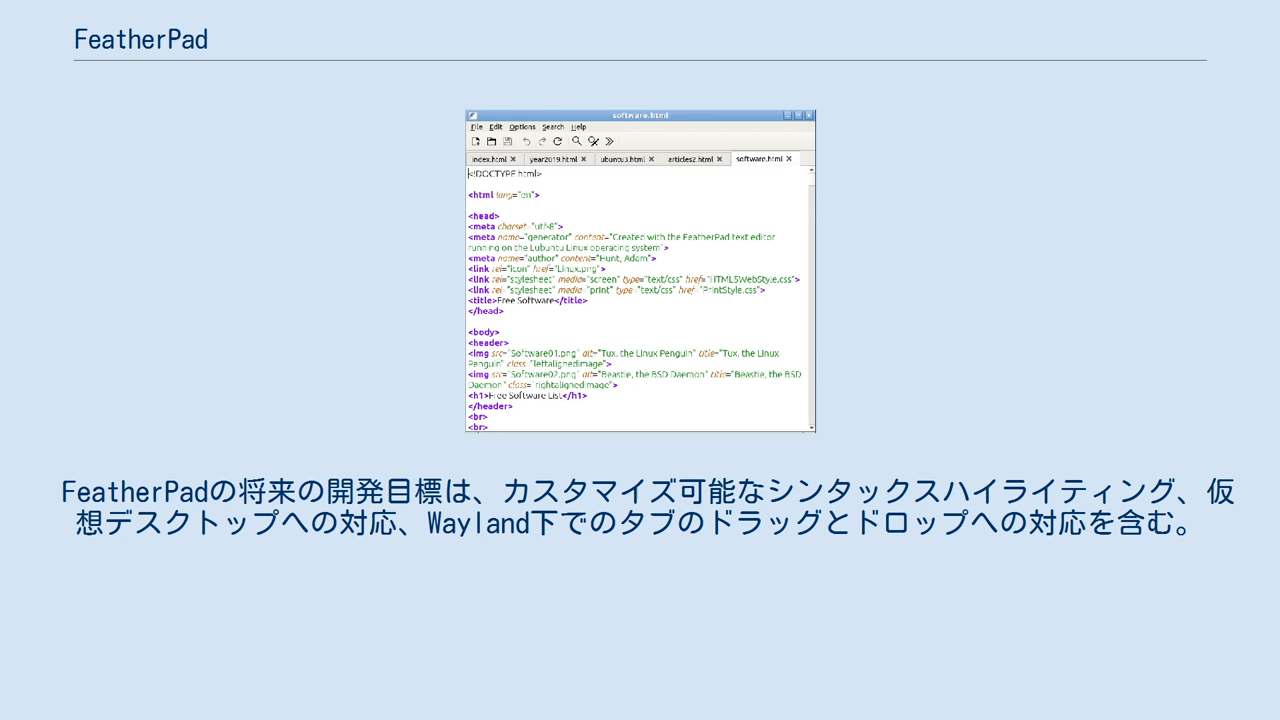 FeatherPad
software.html
File Edit Options Search Help
index.html year2019.html ubuntu3.html articles2.html software.html
<!DOCTYPE html>
<html lang="en">
<head>
<meta charset="utf-8">
<meta name="generator" content="Created with the FeatherPad text editor
running on the Lubuntu Linux operating system">
<meta name="author" content="Hunt, Adam">
<link rel="icon" href="Linux.png">
<link rel="stylesheet" media="screen" type="text/css" href="HTML5WebStyle.css">
<link rel="stylesheet" media="print" type="text/css" href="PrintStyle.css">
<title>Free Software</title>
</head>
<body>
<header>
<img src="Software01.png" alt="Tux, the Linux Penguin" title="Tux, the Linux
Penguin" class="leftalignedimage">
<img src="Software02.png" alt="Beastie, the BSD Daemon" title="Beastie, the BSD
Daemon" class="rightalignedimage">
<h1>Free Software List</h1>
</header>
<br>
<br>
FeatherPadの将来の開発目標は、カスタマイズ可能なシンタックスハイライティング、仮
想デスクトップへの対応、Wayland下でのタブのドラッグとドロップへの対応を含む。